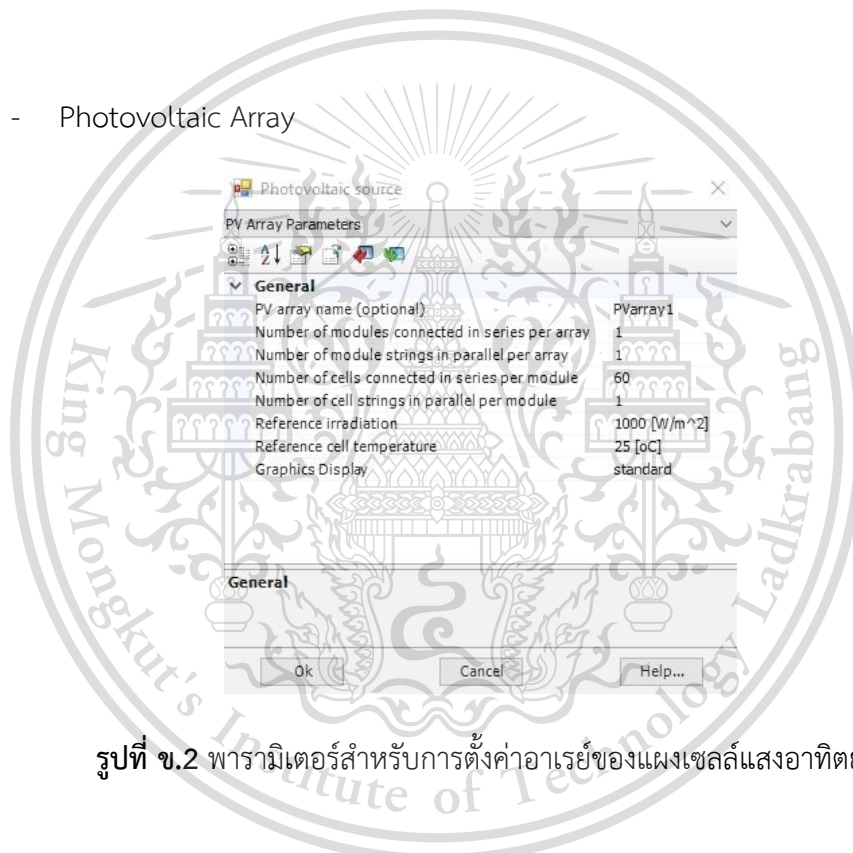 - Photovoltaic Array
Photovoltaic source
PV Array Parameters
General
PV array name (optional) PVarray1
Number of modules connected in series per array 1
Number of module strings in parallel per array 1
Number of cells connected in series per module 60
Number of cell strings in parallel per module 1
Reference irradiation 1000 [W/m^2]
Reference cell temperature 25 [oC]
Graphics Display standard
General
Ok Cancel Help...
รูปที่ ข.2 พารามิเตอร์สำหรับการตั้งค่าอาเรย์ของแผงเซลล์แสงอาทิตย
King Mongkut's Institute of Technology Ladkrabang